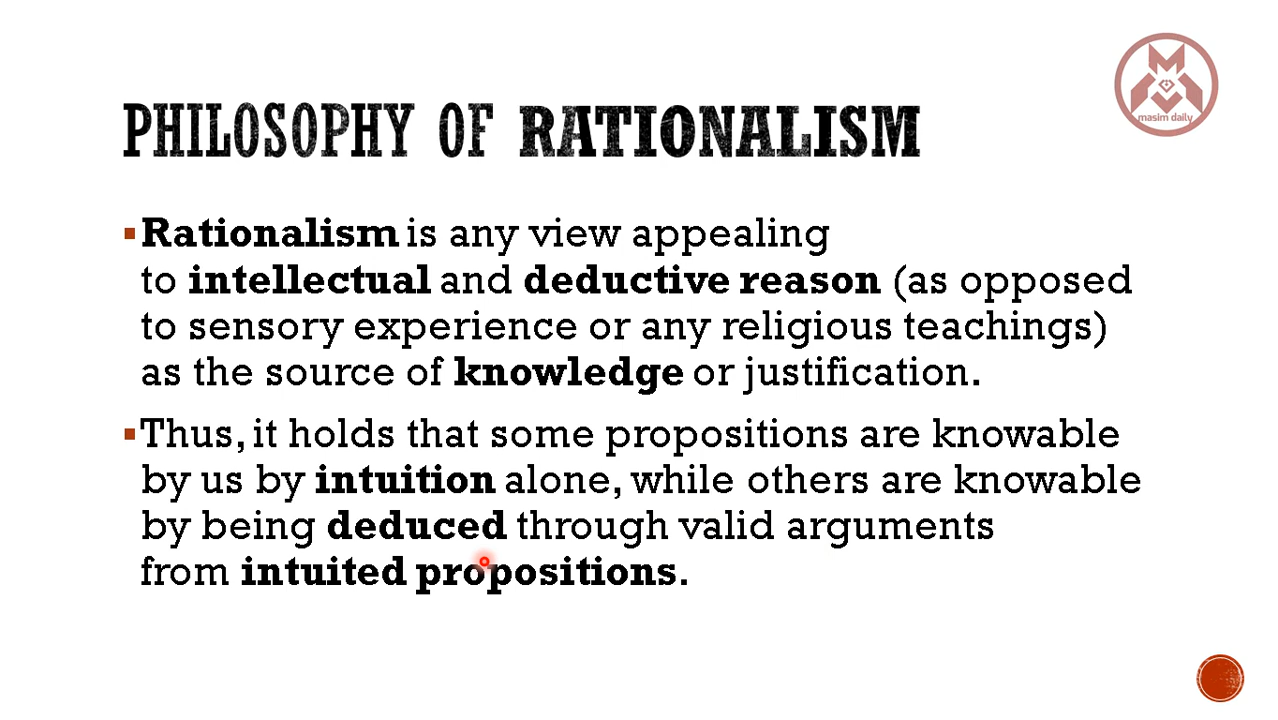 masim daily
PHILOSOPHY OF RATIONALISM
Rationalism is any view appealing
to intellectual and deductive reason (as opposed
to sensory experience or any religious teachings)
as the source of knowledge or justification.
Thus, it holds that some propositions are knowable
by us by intuition alone, while others are knowable
by being deduced through valid arguments
from intuited propositions.